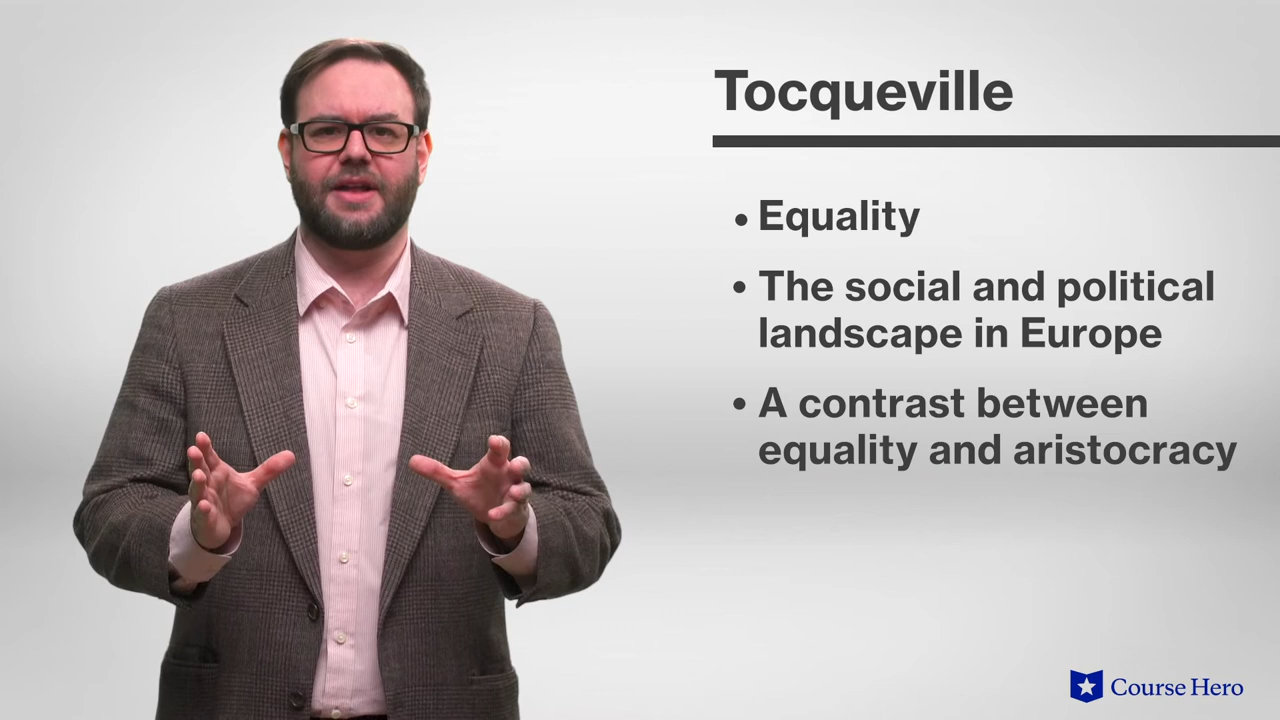 Tocqueville
• Equality
• The social and political
landscape in Europe
• A contrast between
equality and aristocracy
Course Hero